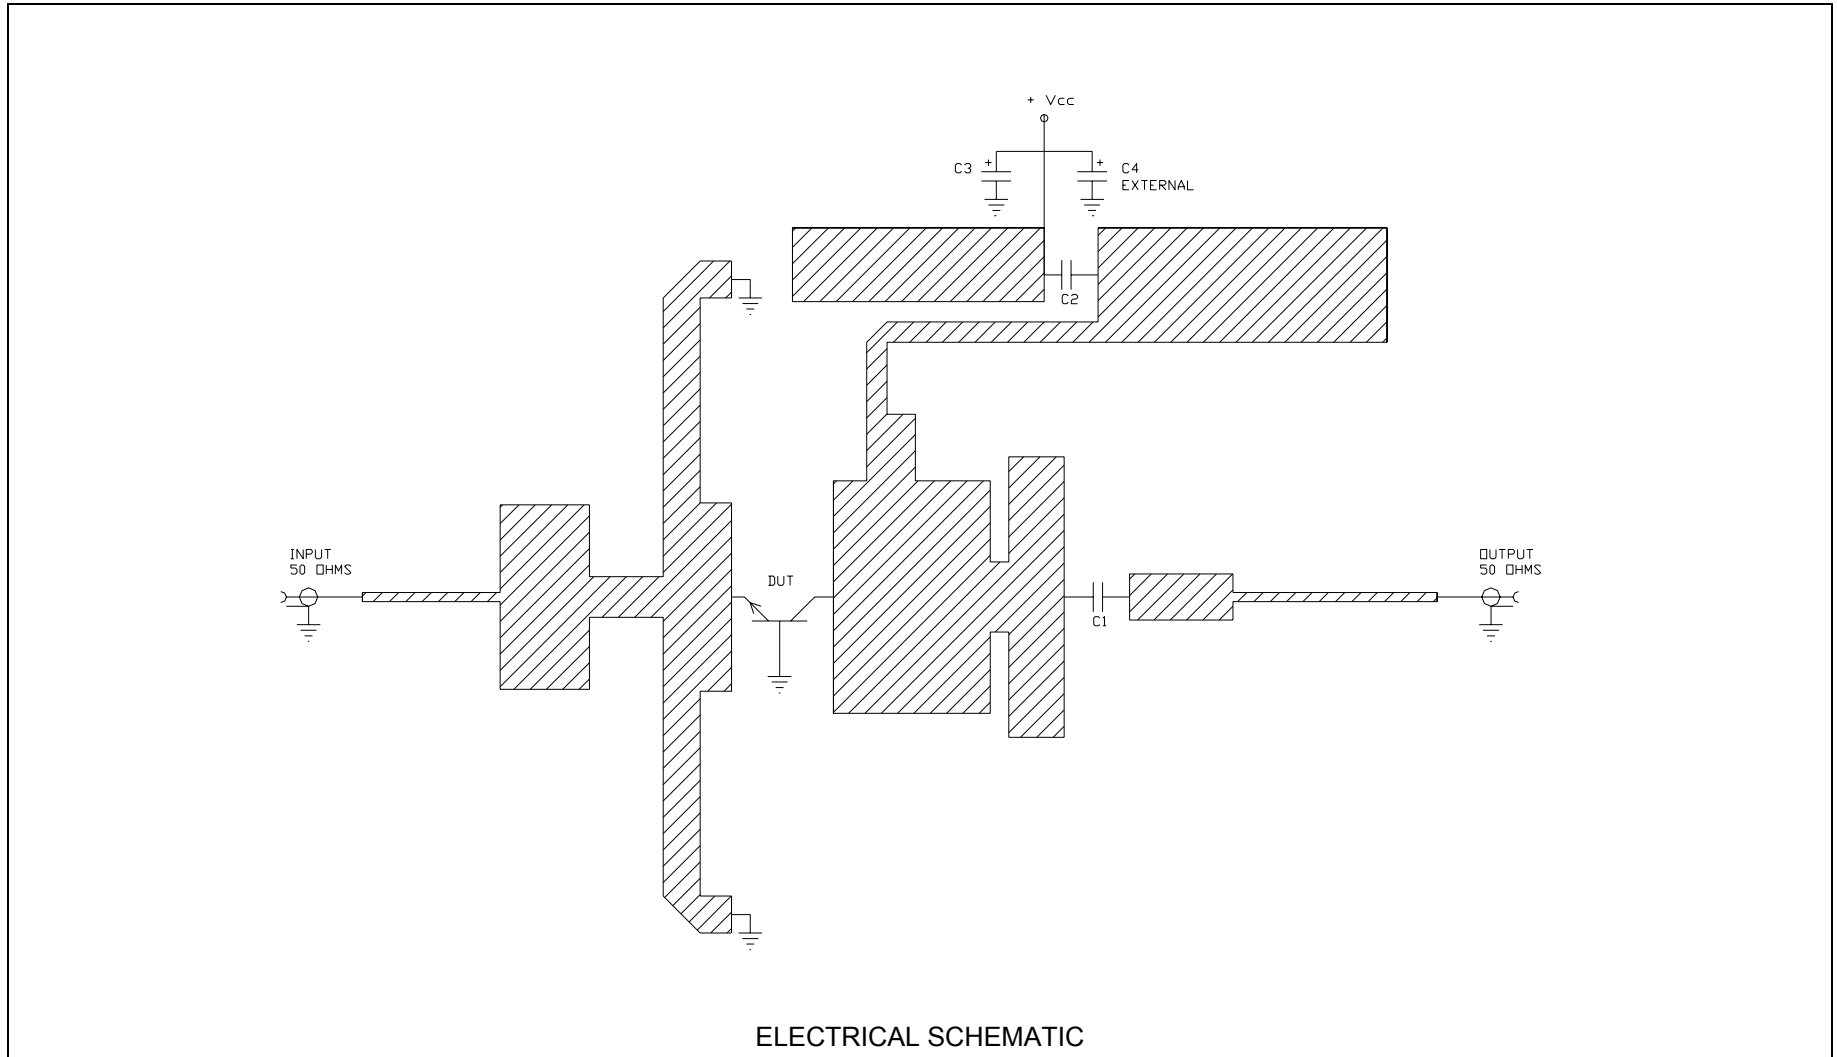 + Vcc
C3
+
+
C4
EXTERNAL
C2
INPUT
50 OHMS
DUT
C1
OUTPUT
50 OHMS
ELECTRICAL SCHEMATIC